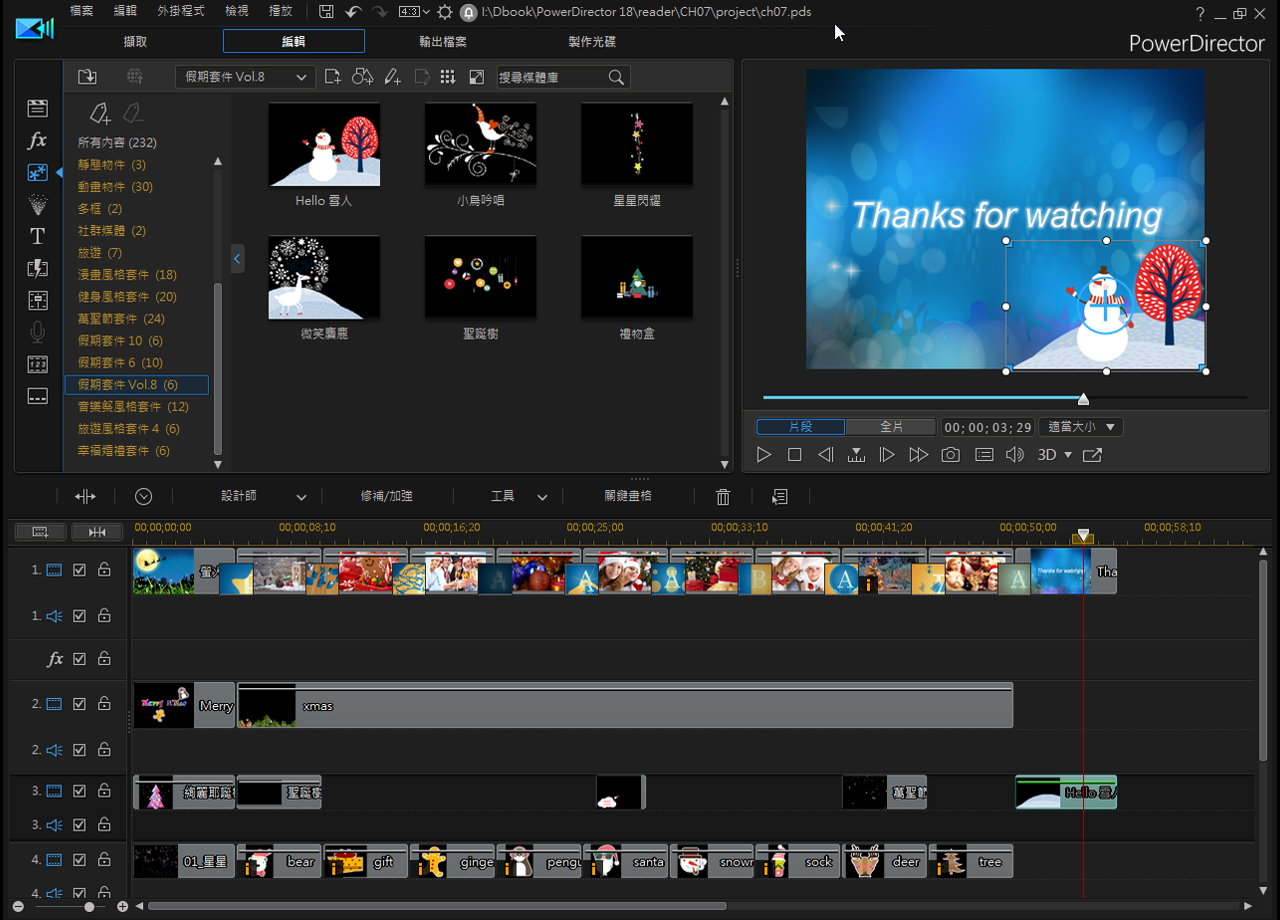 檔案 編輯 外掛程式 檢視 播放 4:3 I:\Dbook\PowerDirector 18\reader\CH07\project\ch07.pds ?
擷取 編輯 輸出檔案 製作光碟 PowerDirector
假期套件 Vol.8 搜尋媒體庫
所有內容 (232)
靜態物件 (3)
動畫物件 (30)
多框 (2)
社群媒體 (2)
旅遊 (7)
漫畫風格套件 (18)
健身風格套件 (20)
萬聖節套件 (24)
假期套件 10 (6)
假期套件 6 (10)
假期套件 Vol.8 (6)
音樂祭風格套件 (12)
旅遊風格套件 4 (6)
幸福婚禮套件 (6)
fx
T
Hello 雪人 小鳥吟唱 星星閃耀
微笑麋鹿 聖誕樹 禮物盒
Thanks for watching
片段 全片 00; 00; 03; 29 適當大小
3D
設計師 修補/加強 工具 關鍵畫格
00;00;00;00 00;00;08;10 00;00;16;20 00;00;25;00 00;00;33;10 00;00;41;20 00;00;50;00 00;00;58;10
1. A A A B A i A Thanks for watching Tha
1.
fx
2. Merry Merry X'mas xmas
2.
3. 絢麗耶誕 聖誕樹 萬聖節 Hello 雪人
3.
4. 01_星星 i bear i gift i ginge i pengu i santa snown i sock deer i tree
4.